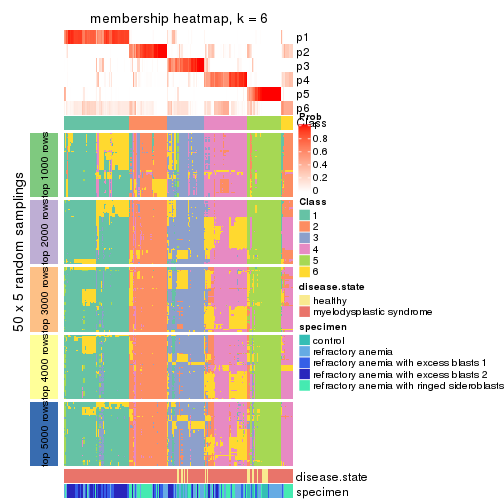 membership heatmap, k = 6
p1
p2
p3
p4
p5
p6
Class
Prob
1
0.8
0.6
0.4
0.2
0
Class
1
2
3
4
5
6
disease.state
healthy
myelodysplastic syndrome
specimen
control
refractory anemia
refractory anemia with excess blasts 1
refractory anemia with excess blasts 2
refractory anemia with ringed sideroblasts
50 x 5 random samplings
top 1000 rows
top 2000 rows
top 3000 rows
top 4000 rows
top 5000 rows
disease.state
specimen